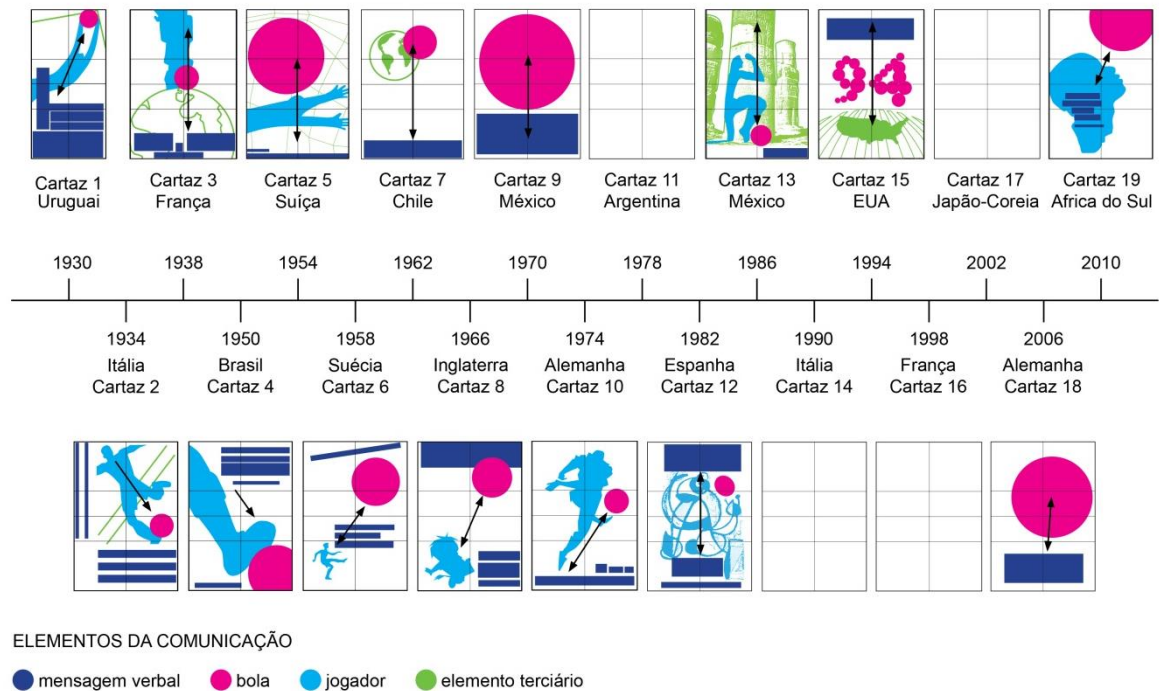 Cartaz 1
Uruguai
Cartaz 3
França
Cartaz 5
Suíça
Cartaz 7
Chile
Cartaz 9
México
Cartaz 11
Argentina
Cartaz 13
México
94
Cartaz 15
EUA
Cartaz 17
Japão-Coreia
Cartaz 19
Africa do Sul
1930 1938 1954 1962 1970 1978 1986 1994 2002 2010
1934
Itália
Cartaz 2
1950
Brasil
Cartaz 4
1958
Suécia
Cartaz 6
1966
Inglaterra
Cartaz 8
1974
Alemanha
Cartaz 10
1982
Espanha
Cartaz 12
1990
Itália
Cartaz 14
1998
França
Cartaz 16
2006
Alemanha
Cartaz 18
ELEMENTOS DA COMUNICAÇÃO
mensagem verbal bola jogador elemento terciário